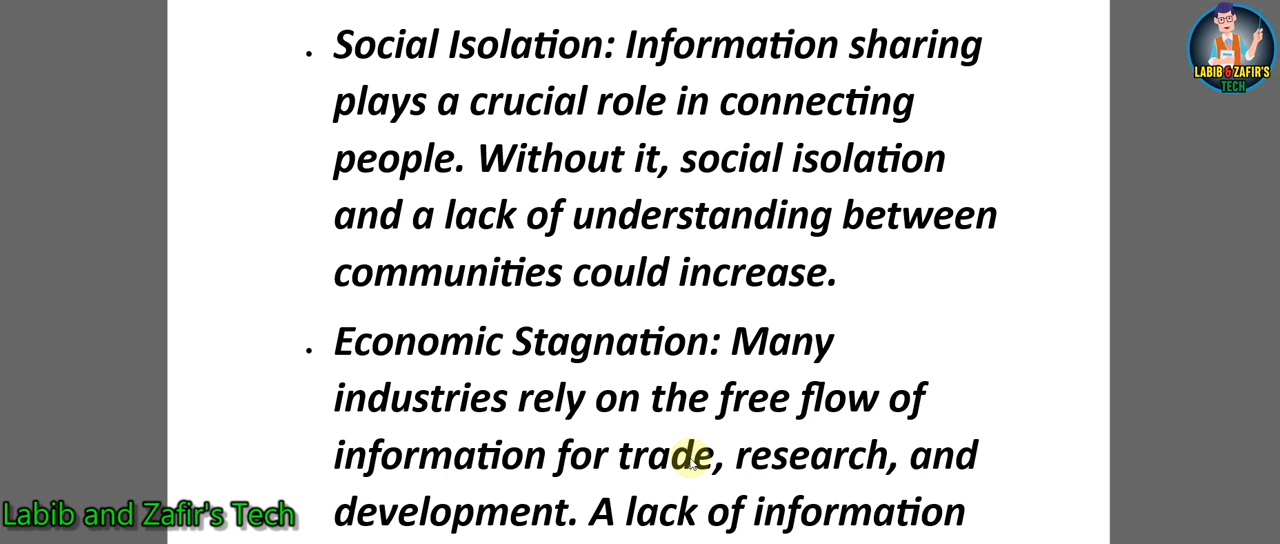 • Social Isolation: Information sharing
plays a crucial role in connecting
people. Without it, social isolation
and a lack of understanding between
communities could increase.
• Economic Stagnation: Many
industries rely on the free flow of
information for trade, research, and
development. A lack of information
LABIB & ZAFIR'S
TECH
Labib and Zafir's Tech